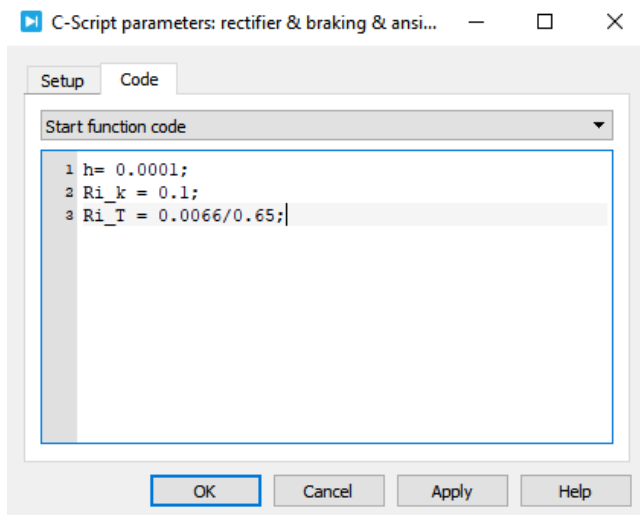 C-Script parameters: rectifier & braking & ansi...
Setup Code
Start function code
1 h= 0.0001;
2 Ri_k = 0.1;
3 Ri_T = 0.0066/0.65;
OK Cancel Apply Help